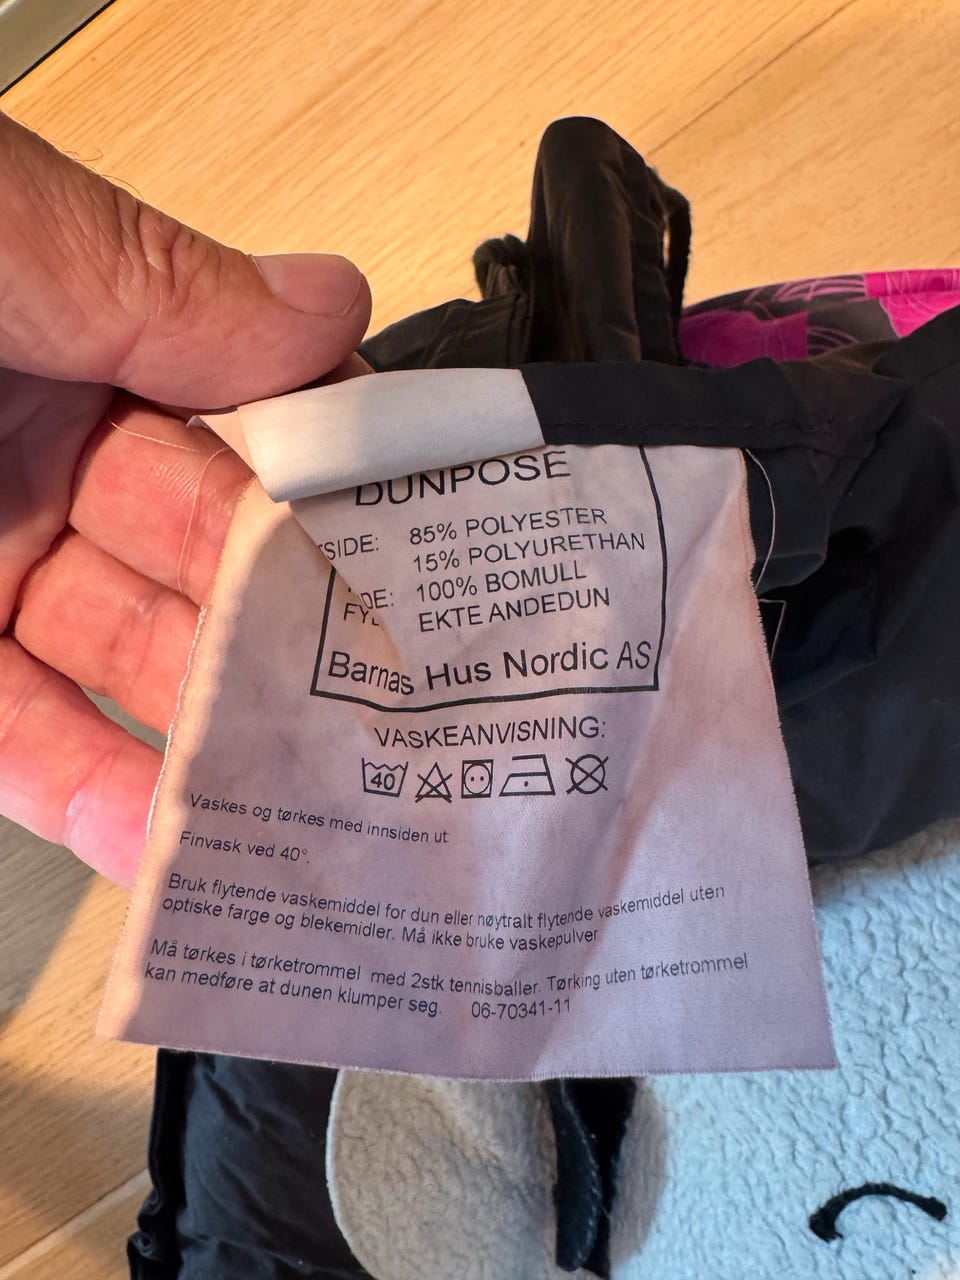 DUNPOSE
85% POLYESTER
15% POLYURETHAN
100% BOMULL
EKTE ANDEDUN
Barnas Hus Nordic AS
VASKEANVISNING:
40
Vaskes og tørkes med innsiden ut
Finvask ved 40°.
Bruk flytende vaskemiddel for dun eller nøytralt flytende vaskemiddel uten
optiske farge og blekemidler. Må ikke bruke vaskepulver
Må tørkes i tørketrommel med 2stk tennisballer. Tørking uten tørketrommel
kan medføre at dunen klumper seg. 06-70341-11